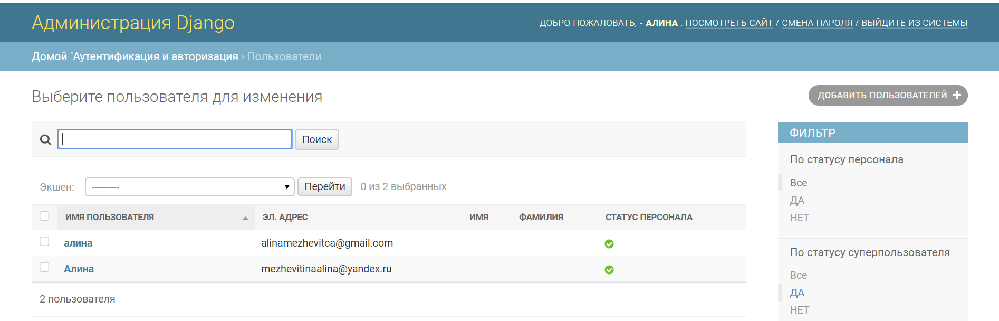 Администрация Django
ДОБРО ПОЖАЛОВАТЬ, - АЛИНА . ПОСМОТРЕТЬ САЙТ / СМЕНА ПАРОЛЯ / ВЫЙДИТЕ ИЗ СИСТЕМЫ
Домой "Аутентификация и авторизация › Пользователи
Выберите пользователя для изменения
ДОБАВИТЬ ПОЛЬЗОВАТЕЛЕЙ +
Поиск
Экшен: --------- Перейти 0 из 2 выбранных
ИМЯ ПОЛЬЗОВАТЕЛЯ ЭЛ. АДРЕС ИМЯ ФАМИЛИЯ СТАТУС ПЕРСОНАЛА
алина alinamezhevitca@gmail.com
Алина mezhevitinaalina@yandex.ru
2 пользователя
ФИЛЬТР
По статусу персонала
Все
ДА
НЕТ
По статусу суперпользователя
Все
ДА
НЕТ